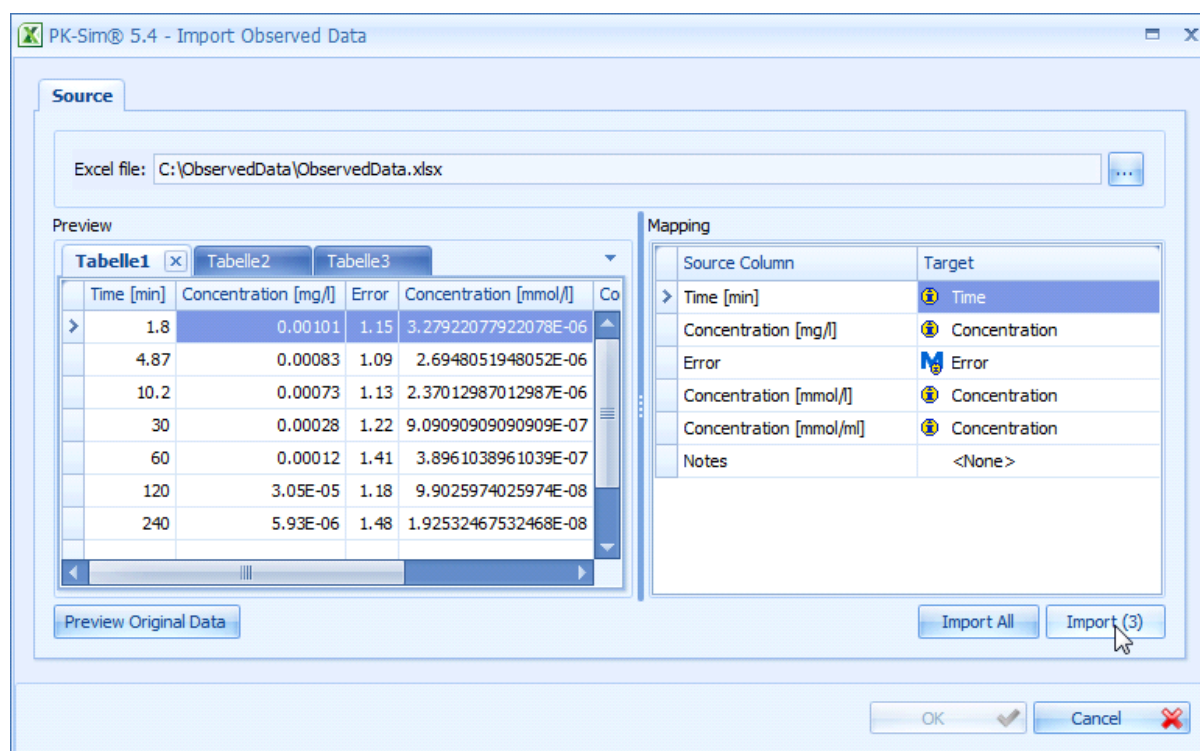 PK-Sim® 5.4 - Import Observed Data
Source
Excel file: C:\ObservedData\ObservedData.xlsx ...
Preview
Tabelle1 Tabelle2 Tabelle3
Time [min] Concentration [mg/l] Error Concentration [mmol/l] Co
1.8 0.00101 1.15 3.27922077922078E-06
4.87 0.00083 1.09 2.6948051948052E-06
10.2 0.00073 1.13 2.37012987012987E-06
30 0.00028 1.22 9.09090909090909E-07
60 0.00012 1.41 3.8961038961039E-07
120 3.05E-05 1.18 9.9025974025974E-08
240 5.93E-06 1.48 1.92532467532468E-08
Preview Original Data
Mapping
Source Column Target
Time [min] Time
Concentration [mg/l] Concentration
Error Error
Concentration [mmol/l] Concentration
Concentration [mmol/ml] Concentration
Notes <None>
Import All Import (3)
OK Cancel